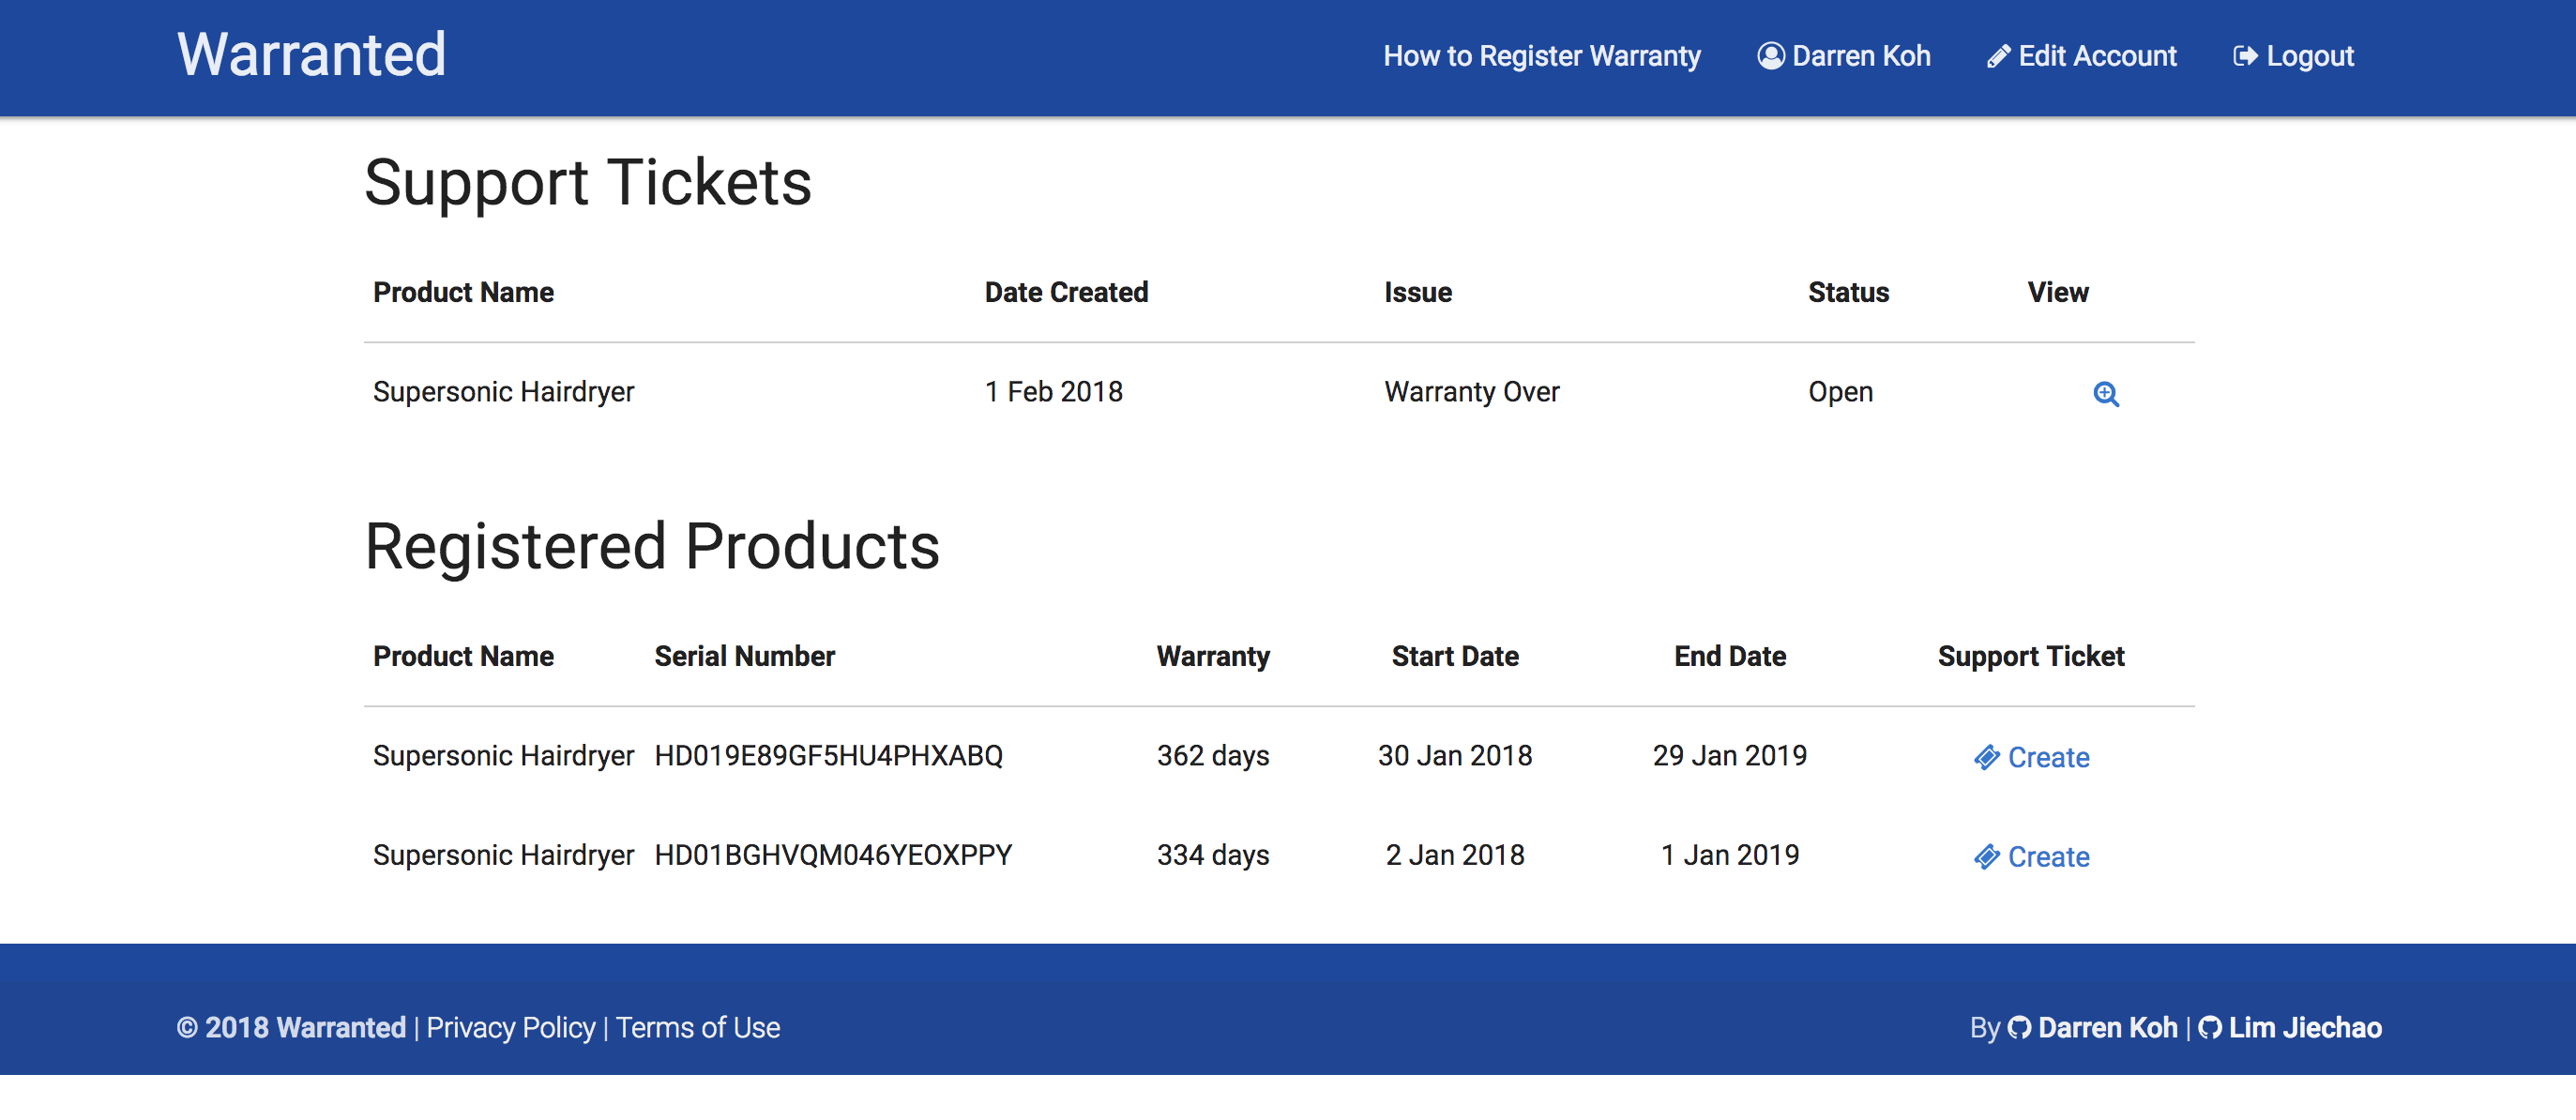 Warranted How to Register Warranty Darren Koh Edit Account Logout
Support Tickets
Product Name Date Created Issue Status View
Supersonic Hairdryer 1 Feb 2018 Warranty Over Open
Registered Products
Product Name Serial Number Warranty Start Date End Date Support Ticket
Supersonic Hairdryer HD019E89GF5HU4PHXABQ 362 days 30 Jan 2018 29 Jan 2019 Create
Supersonic Hairdryer HD01BGHVQM046YEOXPPY 334 days 2 Jan 2018 1 Jan 2019 Create
© 2018 Warranted | Privacy Policy | Terms of Use By Darren Koh | Lim Jiechao